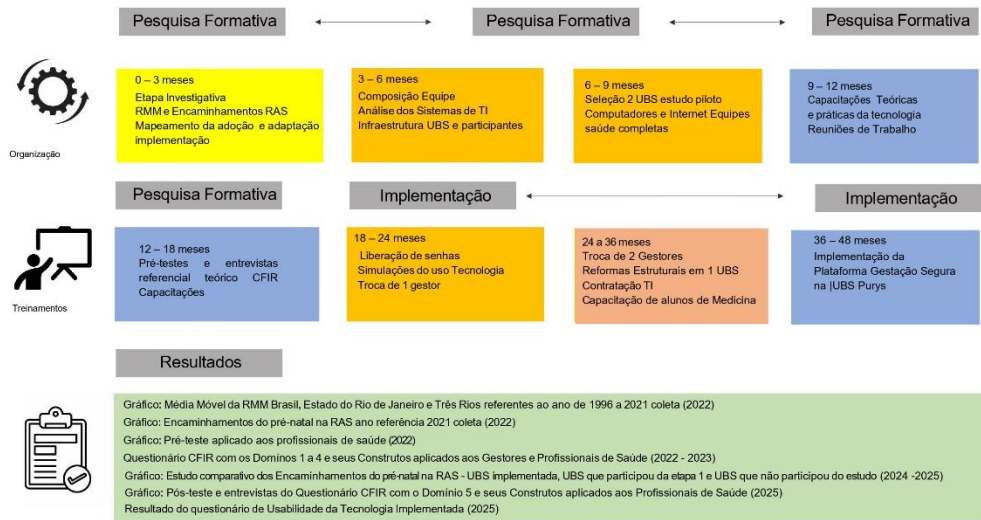 Pesquisa Formativa
Pesquisa Formativa
Pesquisa Formativa
Organização
0 – 3 meses
Etapa Investigativa
RMM e Encaminhamentos RAS
Mapeamento da adoção e adaptação
implementação
3 – 6 meses
Composição Equipe
Análise dos Sistemas de TI
Infraestrutura UBS e participantes
6 – 9 meses
Seleção 2 UBS estudo piloto
Computadores e Internet Equipes
saúde completas
9 – 12 meses
Capacitações Teóricas
e práticas da tecnologia
Reuniões de Trabalho
Pesquisa Formativa
Implementação
Implementação
Treinamentos
12 – 18 meses
Pré-testes e entrevistas
referencial teórico CFIR
Capacitações
18 – 24 meses
Liberação de senhas
Simulações do uso Tecnologia
Troca de 1 gestor
24 a 36 meses
Troca de 2 Gestores
Reformas Estruturais em 1 UBS
Contratação TI
Capacitação de alunos de Medicina
36 – 48 meses
Implementação da
Plataforma Gestação Segura
na |UBS Purys
Resultados
Gráfico: Média Móvel da RMM Brasil, Estado do Rio de Janeiro e Três Rios referentes ao ano de 1996 a 2021 coleta (2022)
Gráfico: Encaminhamentos do pré-natal na RAS ano referência 2021 coleta (2022)
Gráfico: Pré-teste aplicado aos profissionais de saúde (2022)
Questionário CFIR com os Domínos 1 a 4 e seus Construtos aplicados aos Gestores e Profissionais de Saúde (2022 - 2023)
Gráfico: Estudo comparativo dos Encaminhamentos do pré-natal na RAS - UBS implementada, UBS que participou da etapa 1 e UBS que não participou do estudo (2024 -2025)
Gráfico: Pós-teste e entrevistas do Questionário CFIR com o Domínio 5 e seus Construtos aplicados aos Profissionais de Saúde (2025)
Resultado do questionário de Usabilidade da Tecnologia Implementada (2025)